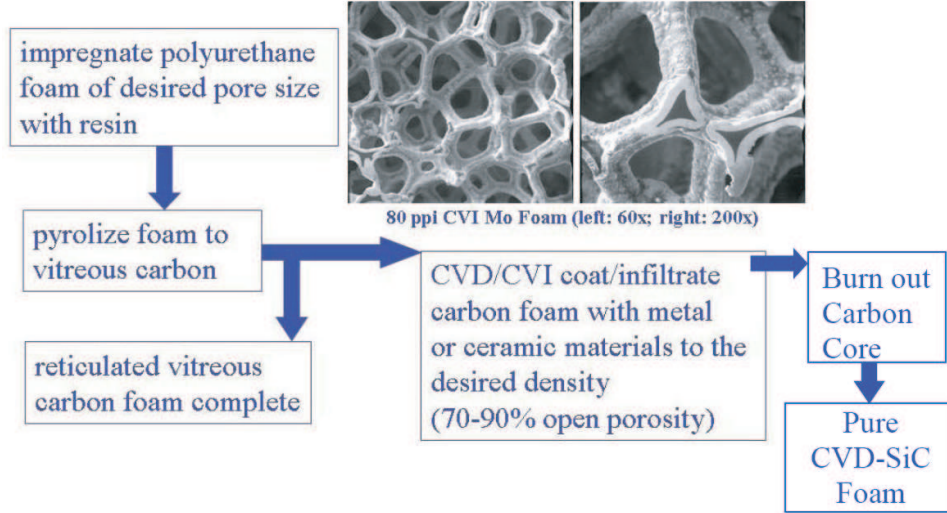 impregnate polyurethane
foam of desired pore size
with resin
80 ppi CVI Mo Foam (left: 60x; right: 200x)
pyrolize foam to
vitreous carbon
CVD/CVI coat/infiltrate
carbon foam with metal
or ceramic materials to the
desired density
(70-90% open porosity)
Burn out
Carbon
Core
reticulated vitreous
carbon foam complete
Pure
CVD-SiC
Foam